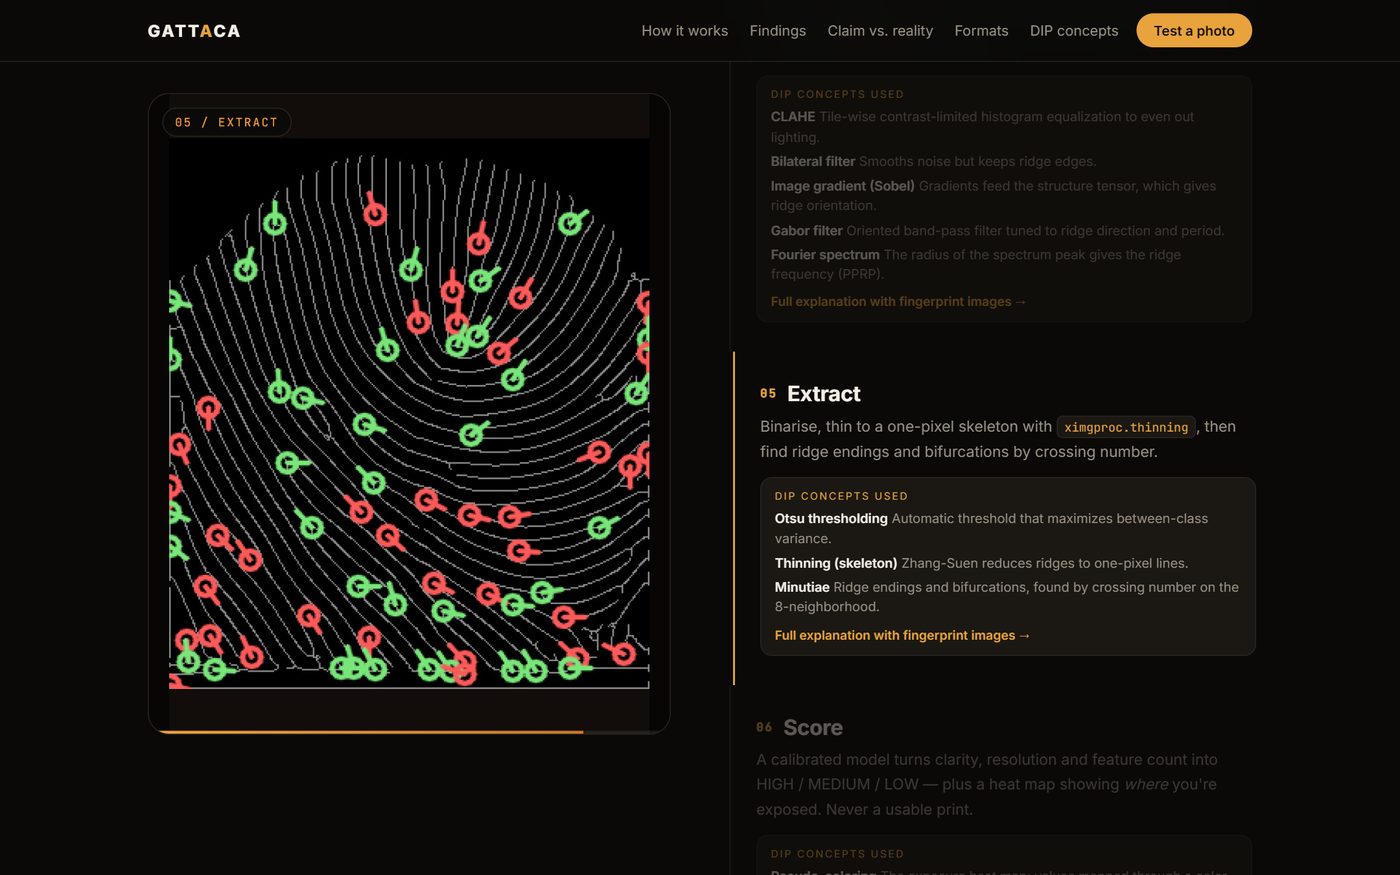 GATTACA
How it works
Findings
Claim vs. reality
Formats
DIP concepts
Test a photo
05 / EXTRACT
DIP CONCEPTS USED
CLAHE Tile-wise contrast-limited histogram equalization to even out
lighting.
Bilateral filter Smooths noise but keeps ridge edges.
Image gradient (Sobel) Gradients feed the structure tensor, which gives
ridge orientation.
Gabor filter Oriented band-pass filter tuned to ridge direction and period.
Fourier spectrum The radius of the spectrum peak gives the ridge
frequency (PPRP).
Full explanation with fingerprint images →
05 Extract
Binarise, thin to a one-pixel skeleton with ximgproc.thinning, then
find ridge endings and bifurcations by crossing number.
DIP CONCEPTS USED
Otsu thresholding Automatic threshold that maximizes between-class
variance.
Thinning (skeleton) Zhang-Suen reduces ridges to one-pixel lines.
Minutiae Ridge endings and bifurcations, found by crossing number on the
8-neighborhood.
Full explanation with fingerprint images →
06 Score
A calibrated model turns clarity, resolution and feature count into
HIGH / MEDIUM / LOW — plus a heat map showing where you're
exposed. Never a usable print.
DIP CONCEPTS USED